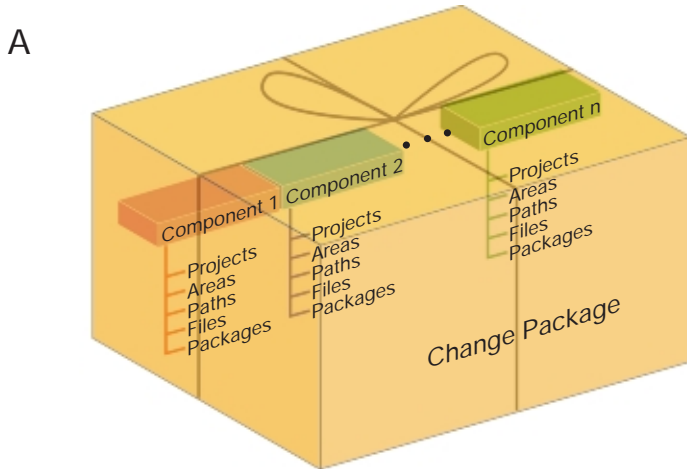 A
Component 1
Projects
Areas
Paths
Files
Packages
Component 2
Projects
Areas
Paths
Files
Packages
Component n
Projects
Areas
Paths
Files
Packages
Change Package